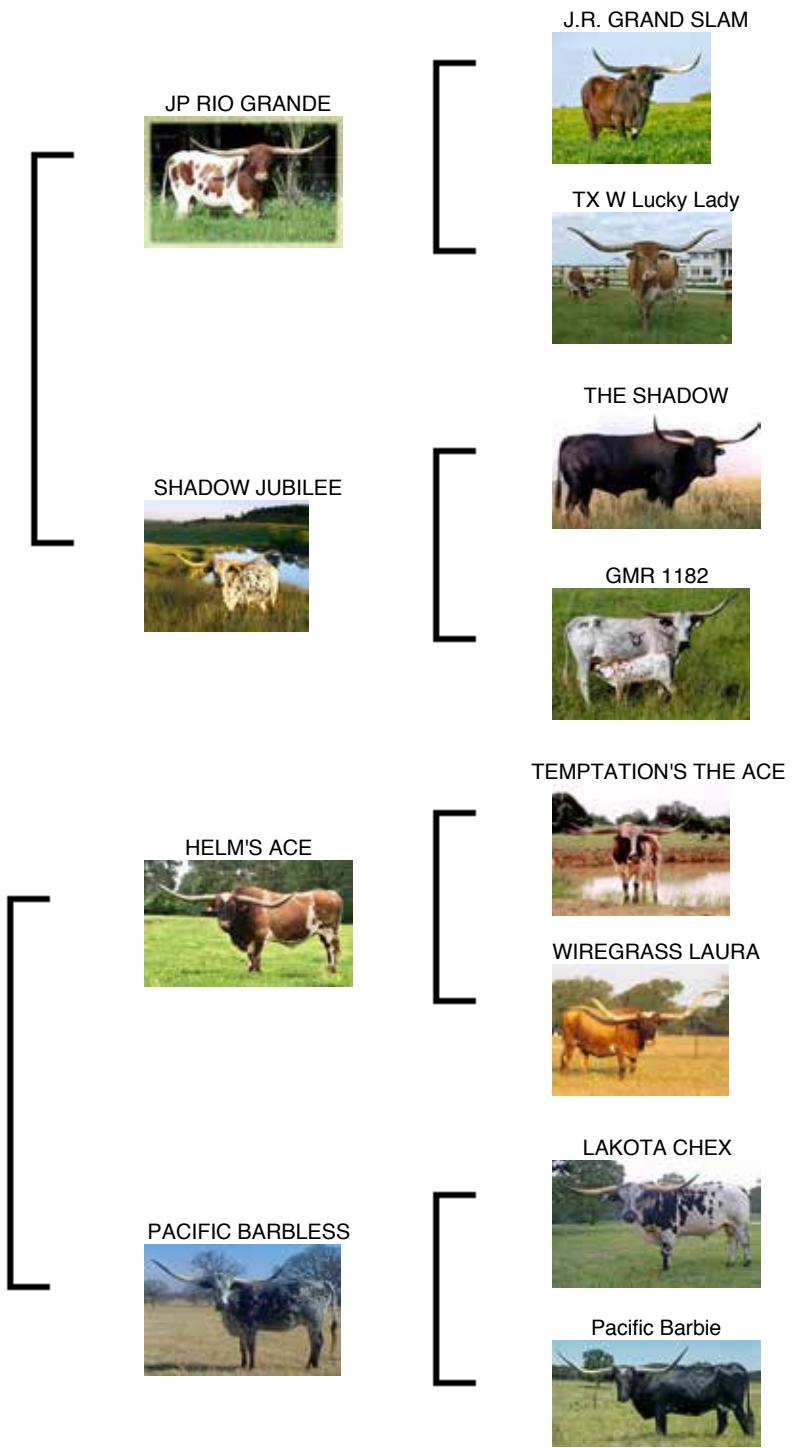 J.R. GRAND SLAM
JP RIO GRANDE
TX W Lucky Lady
THE SHADOW
SHADOW JUBILEE
GMR 1182
TEMPTATION'S THE ACE
HELM'S ACE
WIREGRASS LAURA
LAKOTA CHEX
PACIFIC BARBLESS
Pacific Barbie